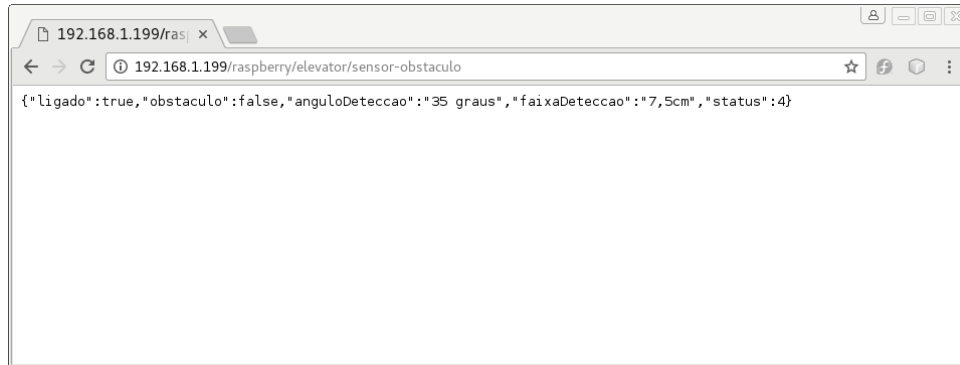 192.168.1.199/ras
192.168.1.199/raspberry/elevator/sensor-obstaculo
{"ligado":true,"obstaculo":false,"anguloDeteccao":"35 graus","faixaDeteccao":"7,5cm","status":4}